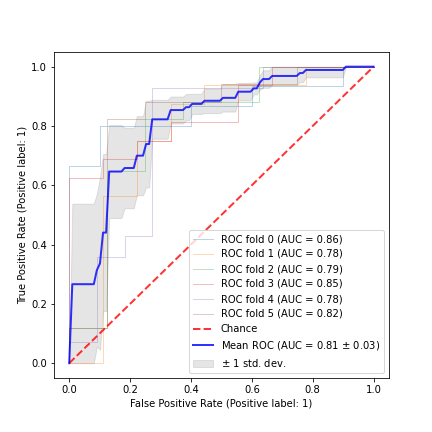 1.0
0.8
0.6
0.4
0.2
0.0
True Positive Rate (Positive label: 1)
ROC fold 0 (AUC = 0.86)
ROC fold 1 (AUC = 0.78)
ROC fold 2 (AUC = 0.79)
ROC fold 3 (AUC = 0.85)
ROC fold 4 (AUC = 0.78)
ROC fold 5 (AUC = 0.82)
Chance
Mean ROC (AUC = 0.81 ± 0.03)
± 1 std. dev.
0.0 0.2 0.4 0.6 0.8 1.0
False Positive Rate (Positive label: 1)